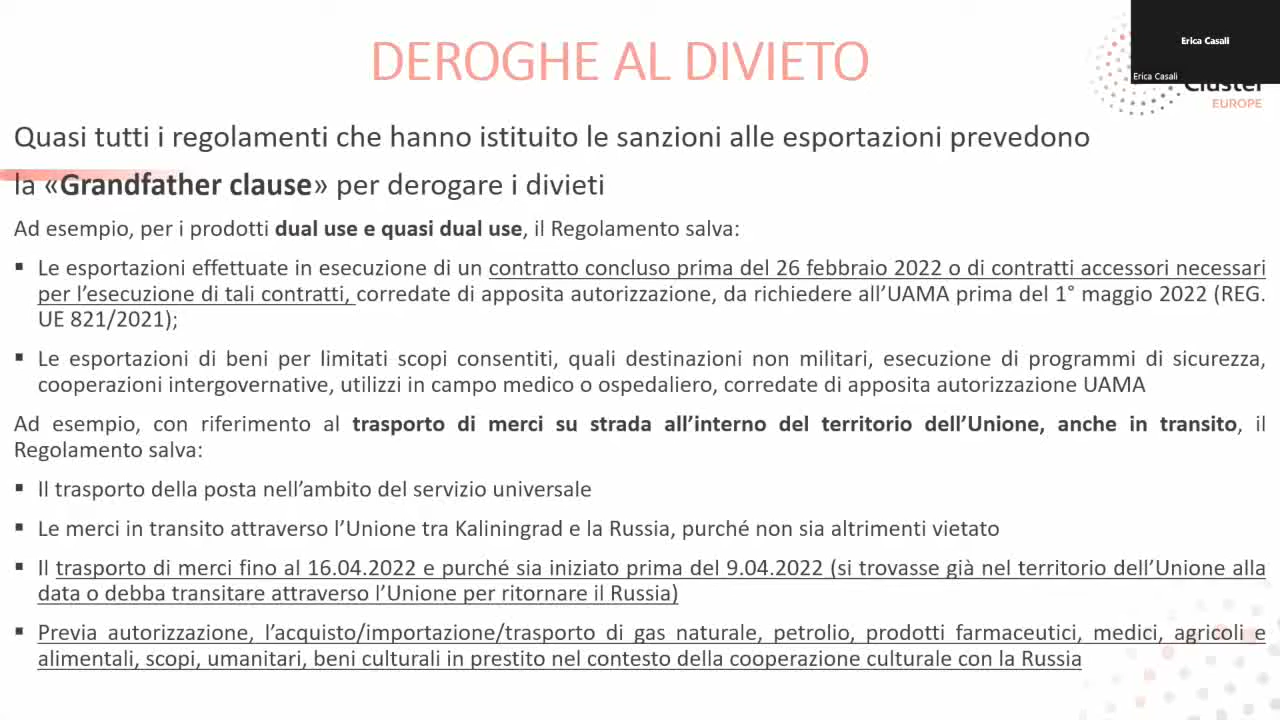 Erica Casali
Erica Casali
DEROGHE AL DIVIETO
Cluster
EUROPE
Quasi tutti i regolamenti che hanno istituito le sanzioni alle esportazioni prevedono
la «Grandfather clause» per derogare i divieti
Ad esempio, per i prodotti dual use e quasi dual use, il Regolamento salva:
▪ Le esportazioni effettuate in esecuzione di un contratto concluso prima del 26 febbraio 2022 o di contratti accessori necessari
per l’esecuzione di tali contratti, corredate di apposita autorizzazione, da richiedere all’UAMA prima del 1° maggio 2022 (REG.
UE 821/2021);
▪ Le esportazioni di beni per limitati scopi consentiti, quali destinazioni non militari, esecuzione di programmi di sicurezza,
cooperazioni intergovernative, utilizzi in campo medico o ospedaliero, corredate di apposita autorizzazione UAMA
Ad esempio, con riferimento al trasporto di merci su strada all’interno del territorio dell’Unione, anche in transito, il
Regolamento salva:
▪ Il trasporto della posta nell’ambito del servizio universale
▪ Le merci in transito attraverso l’Unione tra Kaliningrad e la Russia, purché non sia altrimenti vietato
▪ Il trasporto di merci fino al 16.04.2022 e purché sia iniziato prima del 9.04.2022 (si trovasse già nel territorio dell’Unione alla
data o debba transitare attraverso l’Unione per ritornare il Russia)
▪ Previa autorizzazione, l’acquisto/importazione/trasporto di gas naturale, petrolio, prodotti farmaceutici, medici, agricoli e
alimentali, scopi, umanitari, beni culturali in prestito nel contesto della cooperazione culturale con la Russia